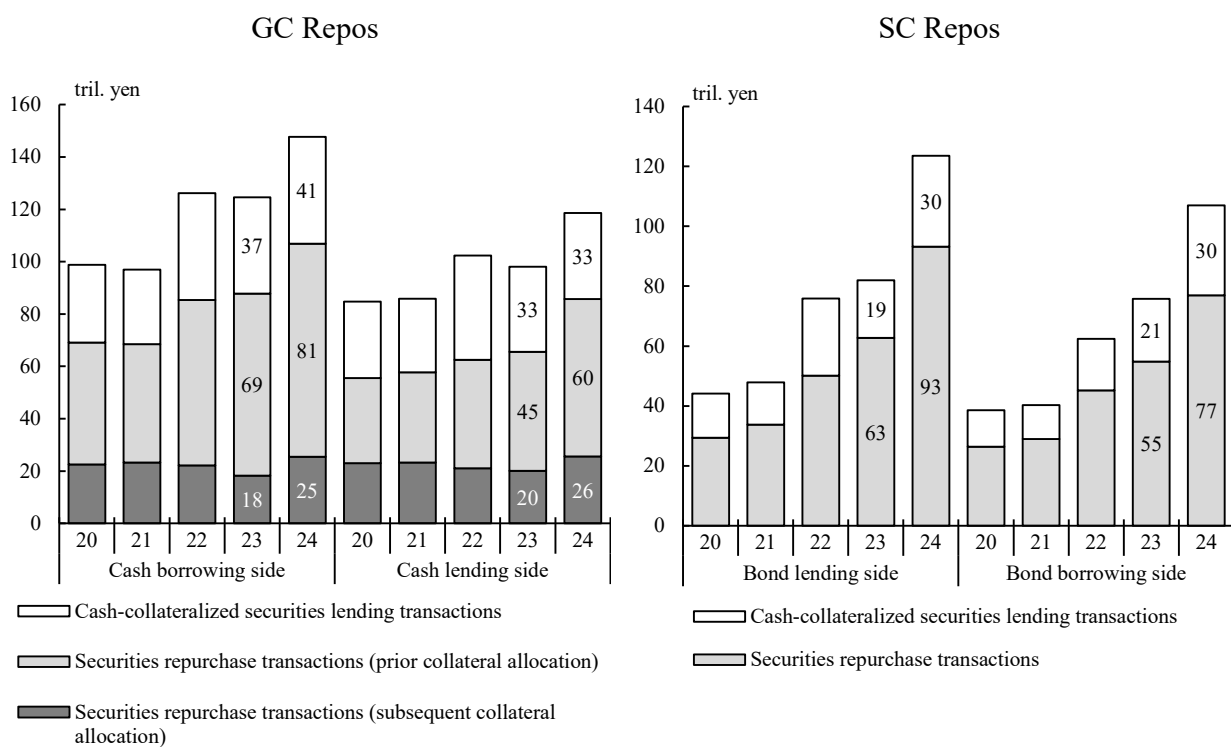 GC Repos
tril. yen
160
140
120
100
80
60
40
20
0
37
69
18
41
81
25
33
45
20
33
60
26
20 21 22 23 24 20 21 22 23 24
Cash borrowing side Cash lending side
Cash-collateralized securities lending transactions
Securities repurchase transactions (prior collateral allocation)
Securities repurchase transactions (subsequent collateral
allocation)
SC Repos
tril. yen
140
120
100
80
60
40
20
0
19
63
30
93
21
55
30
77
20 21 22 23 24 20 21 22 23 24
Bond lending side Bond borrowing side
Cash-collateralized securities lending transactions
Securities repurchase transactions